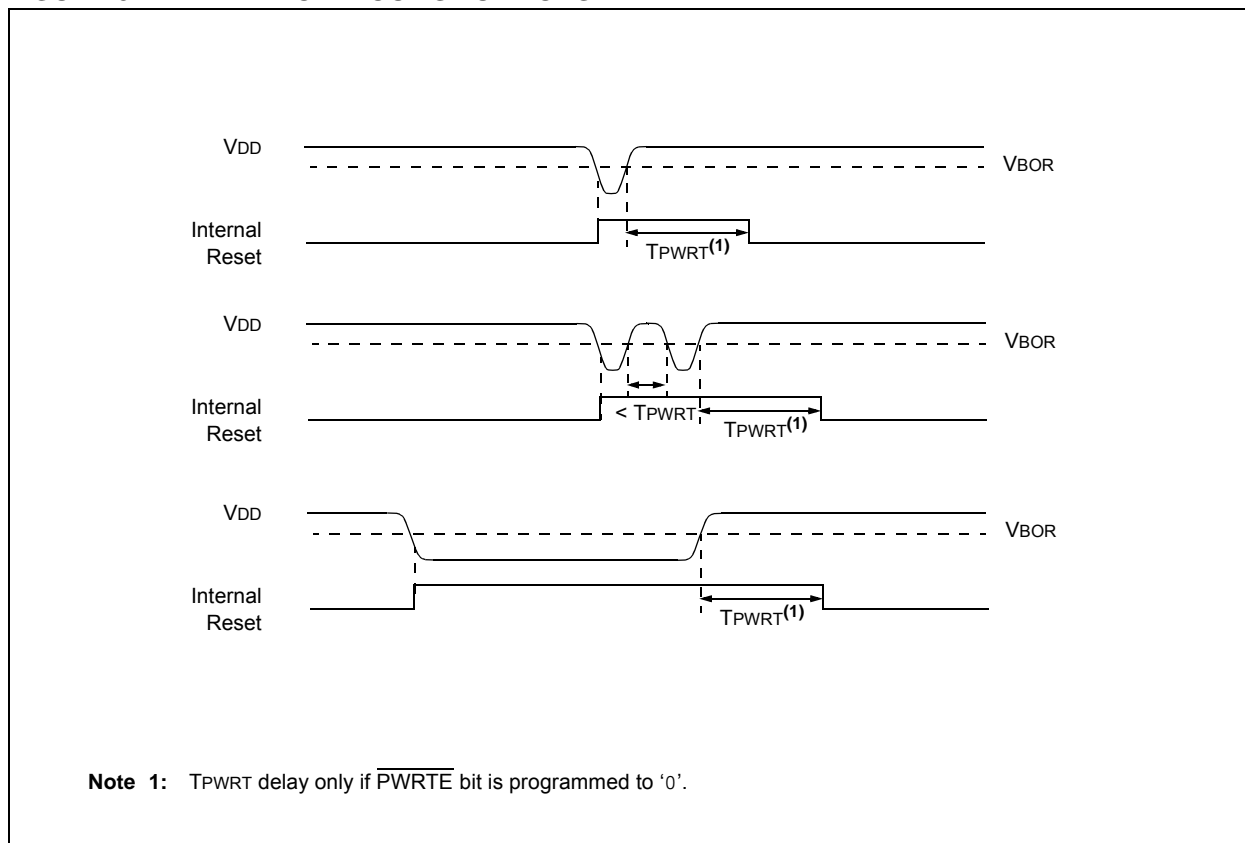 VDD
VBOR
Internal
Reset
TPWRT(1)
VDD
VBOR
Internal
Reset
< TPWRT
TPWRT(1)
VDD
VBOR
Internal
Reset
TPWRT(1)
Note 1: TPWRT delay only if PWRTE bit is programmed to ‘0’.